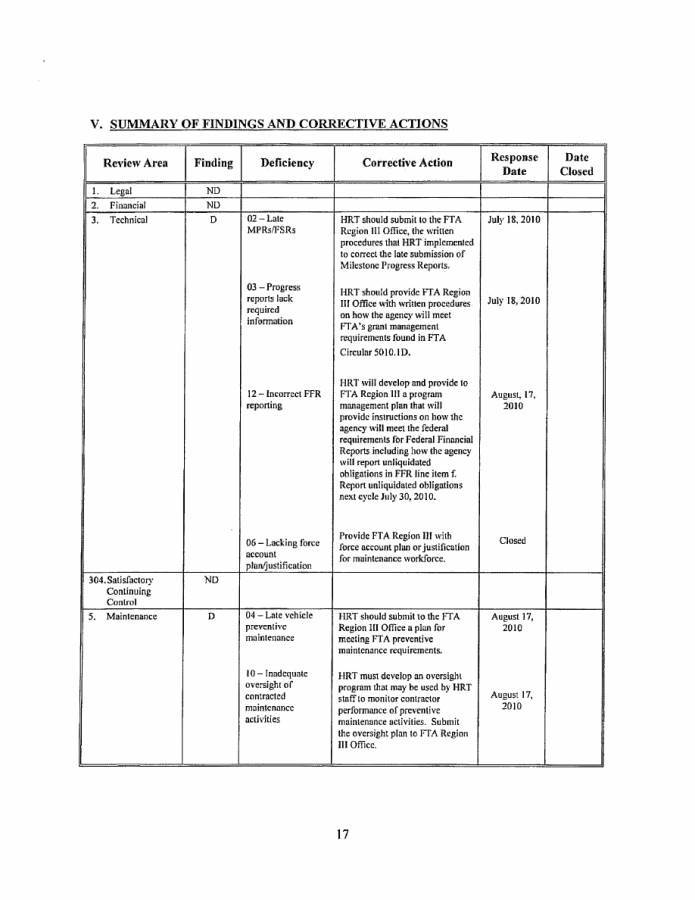 V. SUMMARY OF FINDINGS AND CORRECTIVE ACTIONS
Review Area Finding Deficiency Corrective Action Response Date Date Closed
1. Legal ND
2. Financial ND
3. Technical D
02 – Late
MPRs/FSRs
HRT should submit to the FTA
Region III Office, the written
procedures that HRT implemented
to correct the late submission of
Milestone Progress Reports.
July 18, 2010
03 – Progress
reports lack
required
information
HRT should provide FTA Region
III Office with written procedures
on how the agency will meet
FTA's grant management
requirements found in FTA
Circular 5010.1D.
July 18, 2010
12 – Incorrect FFR
reporting
HRT will develop and provide to
FTA Region III a program
management plan that will
provide instructions on how the
agency will meet the federal
requirements for Federal Financial
Reports including how the agency
will report unliquidated
obligations in FFR line item f.
Report unliquidated obligations
next cycle July 30, 2010.
August, 17,
2010
06 – Lacking force
account
plan/justification
Provide FTA Region III with
force account plan or justification
for maintenance workforce.
Closed
304.Satisfactory
Continuing
Control
ND
5. Maintenance D
04 – Late vehicle
preventive
maintenance
HRT should submit to the FTA
Region III Office a plan for
meeting FTA preventive
maintenance requirements.
August 17,
2010
10 – Inadequate
oversight of
contracted
maintenance
activities
HRT must develop an oversight
program that may be used by HRT
staff to monitor contractor
performance of preventive
maintenance activities. Submit
the oversight plan to FTA Region
III Office.
August 17,
2010
17